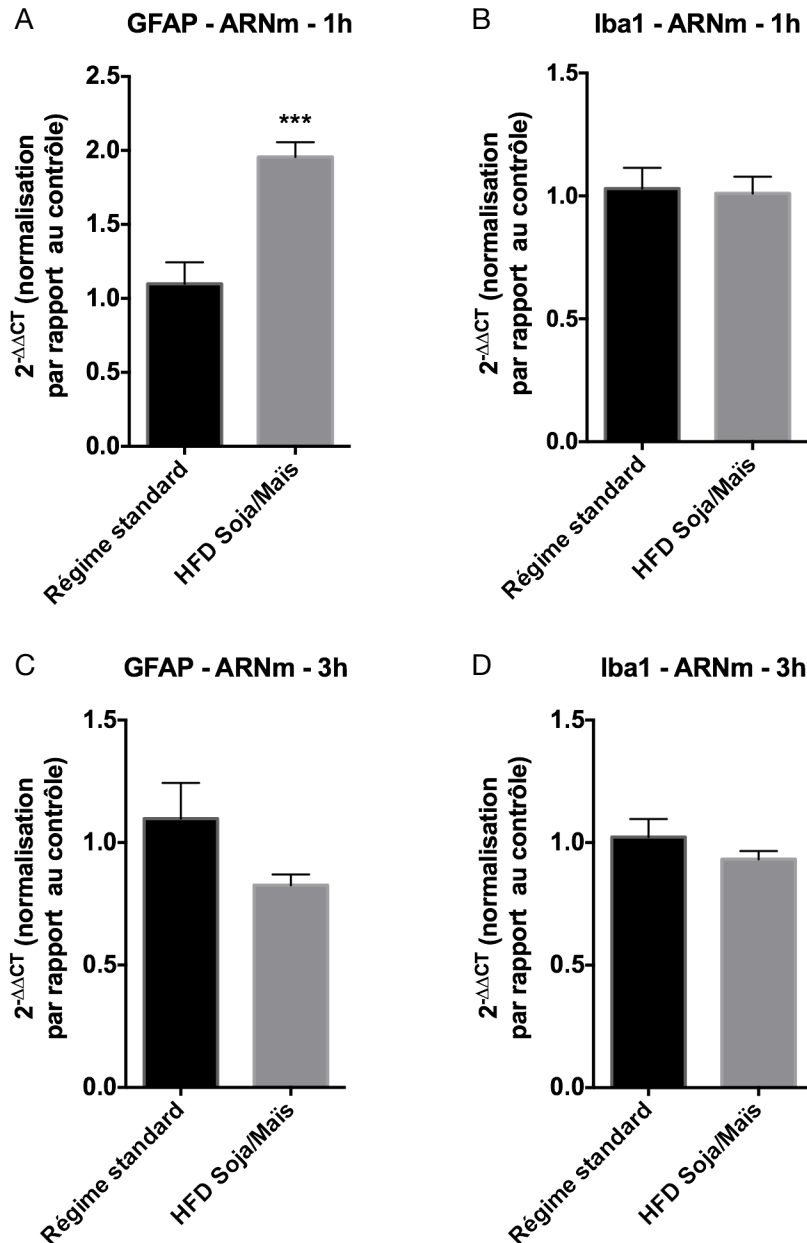 A
GFAP - ARNm - 1h
2-ΔΔCT (normalisation
par rapport au contrôle)
2.5
2.0
1.5
1.0
0.5
0.0
***
Régime standard
HFD Soja/Maïs
B
Iba1 - ARNm - 1h
2-ΔΔCT (normalisation
par rapport au contrôle)
1.5
1.0
0.5
0.0
Régime standard
HFD Soja/Maïs
C
GFAP - ARNm - 3h
2-ΔΔCT (normalisation
par rapport au contrôle)
1.5
1.0
0.5
0.0
Régime standard
HFD Soja/Maïs
D
Iba1 - ARNm - 3h
2-ΔΔCT (normalisation
par rapport au contrôle)
1.5
1.0
0.5
0.0
Régime standard
HFD Soja/Maïs